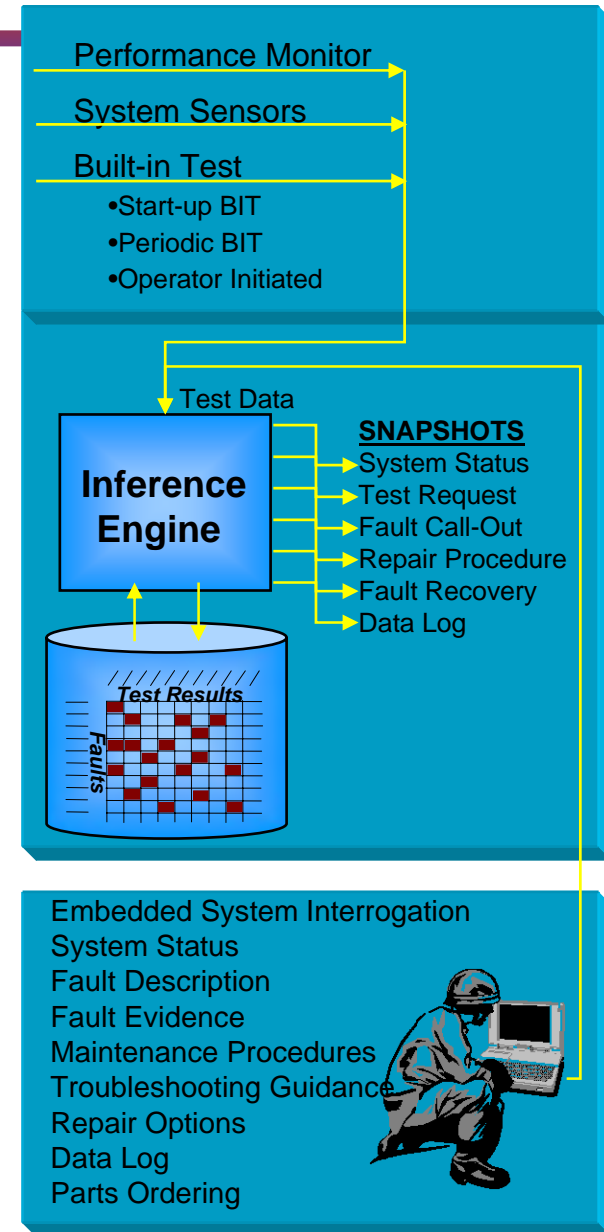 Performance Monitor
System Sensors
Built-in Test
•Start-up BIT
•Periodic BIT
•Operator Initiated
Test Data
Inference
Engine
SNAPSHOTS
System Status
Test Request
Fault Call-Out
Repair Procedure
Fault Recovery
Data Log
Test Results
Faults
Embedded System Interrogation
System Status
Fault Description
Fault Evidence
Maintenance Procedures
Troubleshooting Guidance
Repair Options
Data Log
Parts Ordering